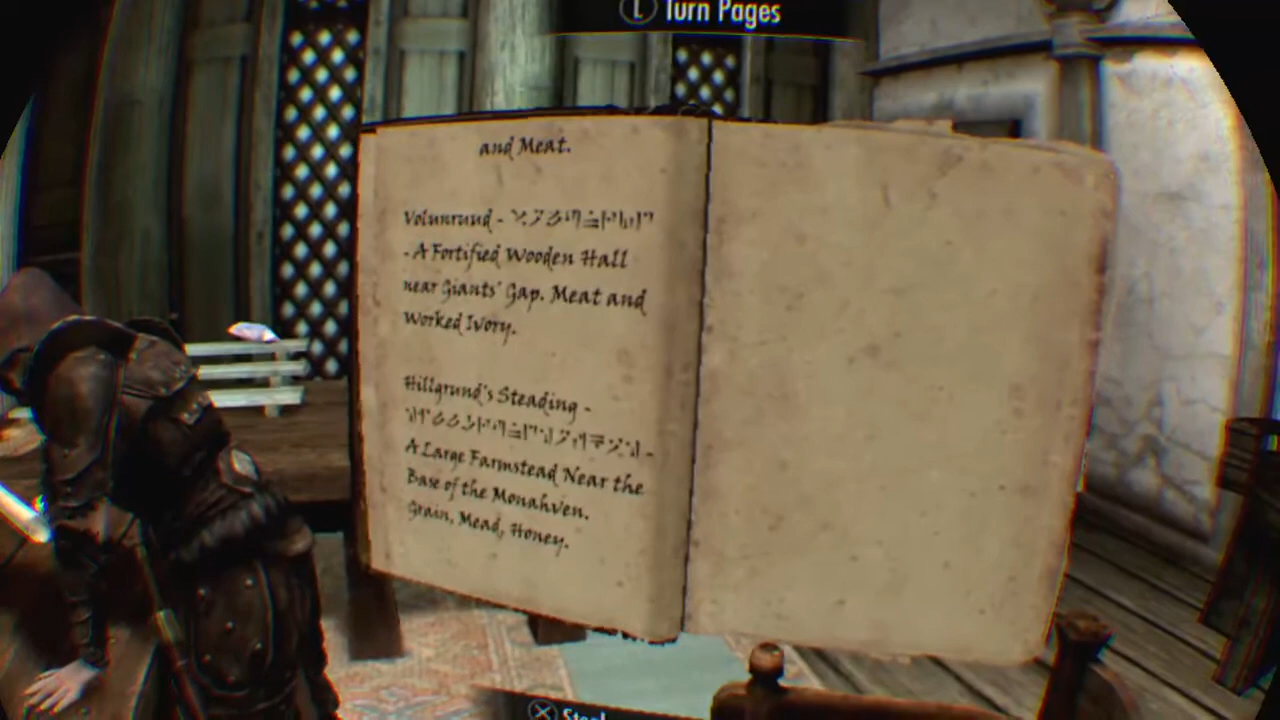 L Turn Pages
and Meat.
Volunruud -
- A Fortified Wooden Hall
near Giants' Gap. Meat and
Worked Ivory.
Hillgrund's Steading -
-
A Large Farmstead Near the
Base of the Monahven.
Grain, Mead, Honey.
Steal